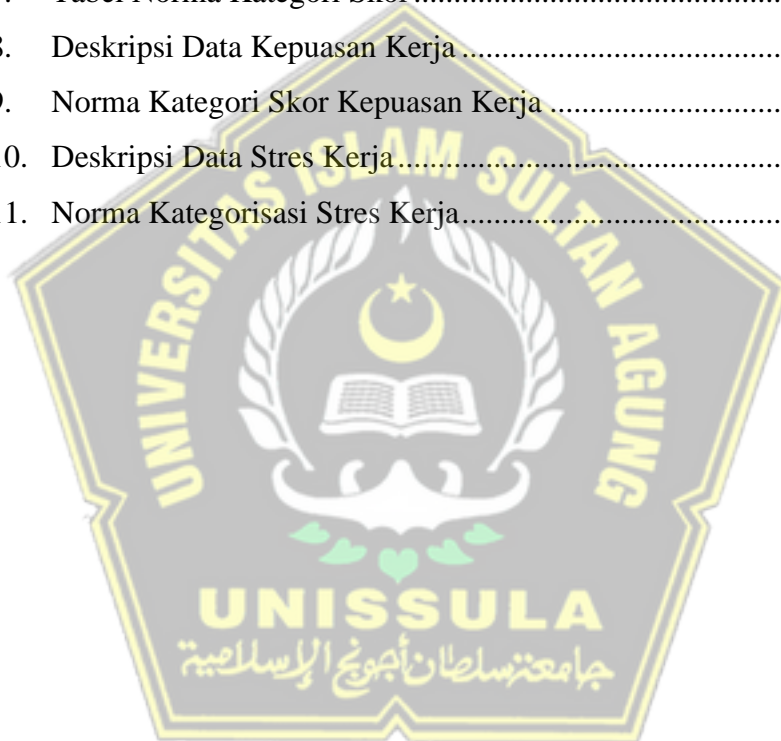 7. Tabel Norma Kategori Skor ..............................................
8. Deskripsi Data Kepuasan Kerja ........................................
9. Norma Kategori Skor Kepuasan Kerja .............................
10. Deskripsi Data Stres Kerja ................................................
11. Norma Kategorisasi Stres Kerja ........................................
UNIVERSITAS ISLAM SULTAN AGUNG
UNISSULA
جامعة سلطان أجونج الإسلامية